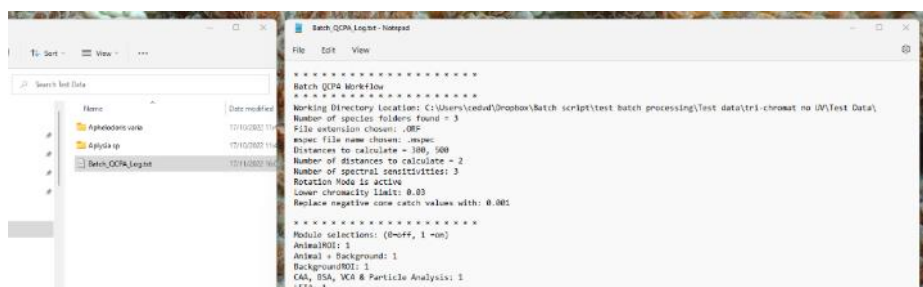 Batch_QCPA_Log.txt - Notepad
Sort
View
File Edit View
Search Test Data
Name
Date modified
Aphelodoris varia
17/10/2022
Aplysia sp
17/10/2022
Batch_QCPA_Log.txt
17/11/2022
* * * * * * * * * * * * * * * * * * * *
Batch QCPA Workflow
* * * * * * * * * * * * * * * * * * * *
Working Directory Location: C:\Users\cedvd\Dropbox\Batch script\test batch processing\Test data\tri-chromat no UV\Test Data\
Number of species folders found = 3
File extension chosen: .ORF
mspec file name chosen: .mspec
Distances to calculate = 300, 500
Number of distances to calculate = 2
Number of spectral sensitivities: 3
Rotation Mode is active
Lower chromacity limit: 0.03
Replace negative cone catch values with: 0.001
* * * * * * * * * * * * * * * * * * * *
Module selections: (0=off, 1 =on)
AnimalROI: 1
Animal + Background: 1
BackgroundROI: 1
CAA, BSA, VCA & Particle Analysis: 1